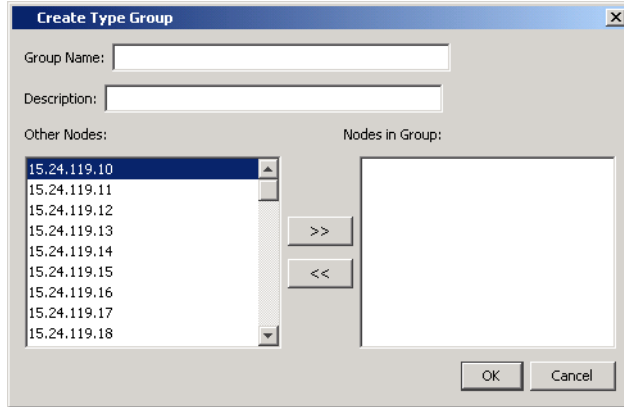 Create Type Group
Group Name:
Description:
Other Nodes:
Nodes in Group:
15.24.119.10
15.24.119.11
15.24.119.12
15.24.119.13
>>
15.24.119.14
15.24.119.15
<<
15.24.119.16
15.24.119.17
15.24.119.18
OK
Cancel